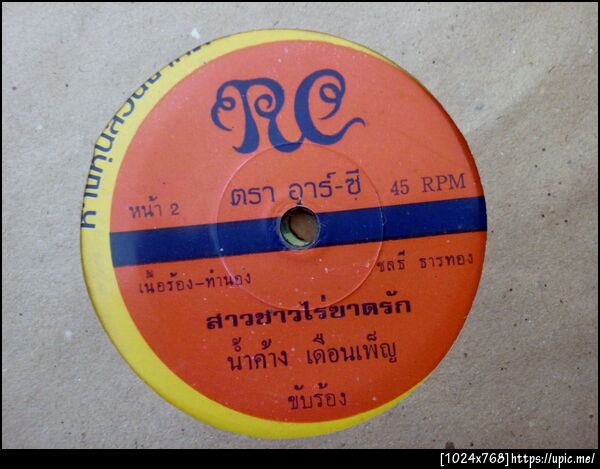 RC
ตรา อาร์-ซี
หน้า 2
45 RPM
เนื้อร้อง-ทำนอง
ชลธี ธารทอง
สาวชาวไร่ขาดรัก
น้ำค้าง เดือนเพ็ญ
ขับร้อง
[1024x768]https://upic.me/